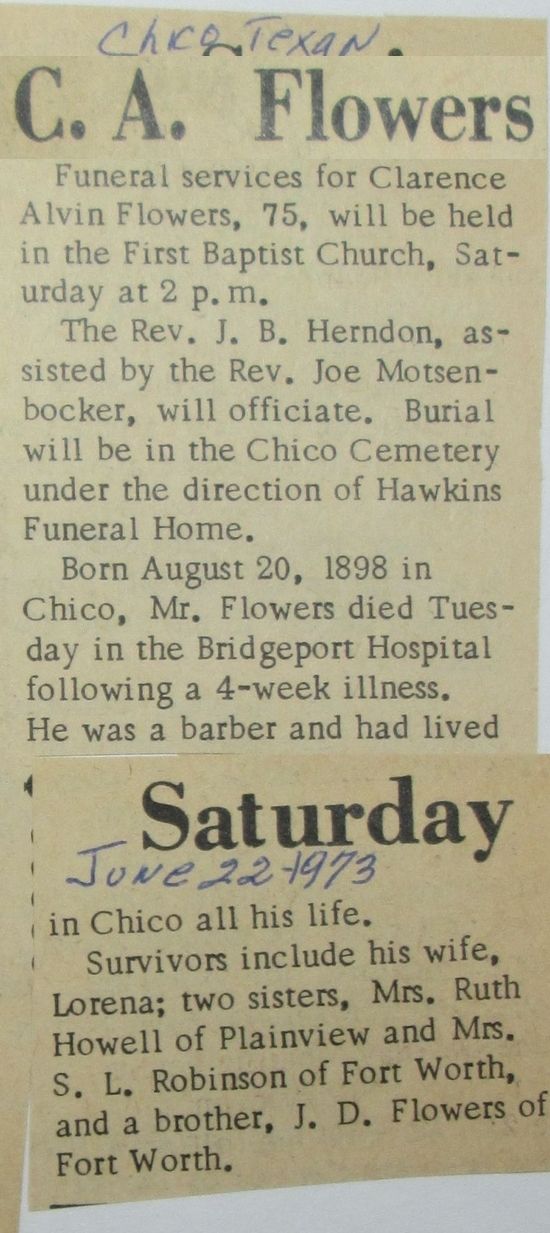 Chico Texan.
C. A. Flowers
Funeral services for Clarence
Alvin Flowers, 75, will be held
in the First Baptist Church, Sat-
urday at 2 p. m.
The Rev. J. B. Herndon, as-
sisted by the Rev. Joe Motsen-
bocker, will officiate. Burial
will be in the Chico Cemetery
under the direction of Hawkins
Funeral Home.
Born August 20, 1898 in
Chico, Mr. Flowers died Tues-
day in the Bridgeport Hospital
following a 4-week illness.
He was a barber and had lived
Saturday
June 22-1973
in Chico all his life.
Survivors include his wife,
Lorena; two sisters, Mrs. Ruth
Howell of Plainview and Mrs.
S. L. Robinson of Fort Worth,
and a brother, J. D. Flowers of
Fort Worth.